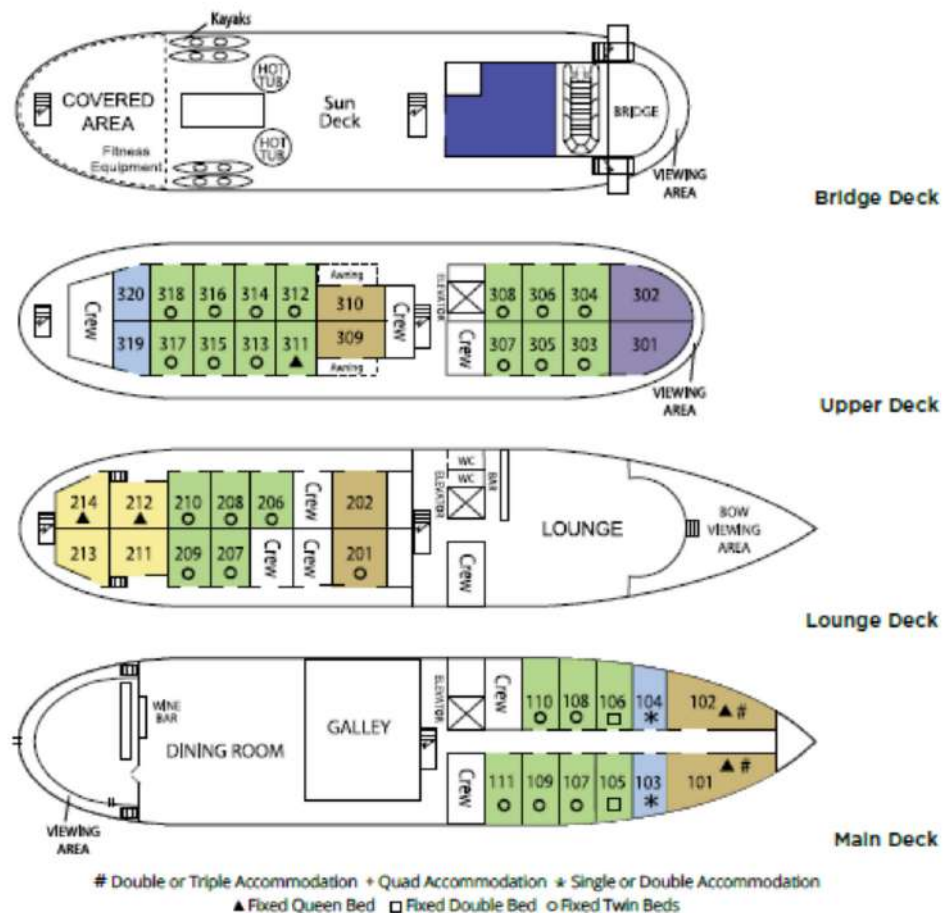 Kayaks
HOT TUB
COVERED AREA
Sun Deck
Fitness Equipment
HOT TUB
BRIDGE
VIEWING AREA
Bridge Deck
Awning
ELEVATOR
320 318 316 314 312 310 308 306 304 302
Crew Crew
319 317 315 313 311 309 Crew 307 305 303 301
Awning
VIEWING AREA
Upper Deck
WC
WC
ELEVATOR
BAR
214 212 210 208 206 Crew 202
LOUNGE
BOW VIEWING AREA
213 211 209 207 Crew Crew 201 Crew
Lounge Deck
WINE BAR
DINING ROOM
GALLEY
ELEVATOR
Crew 110 108 106 104 * 102 #
Crew 111 109 107 105 103 * 101 #
VIEWING AREA
Main Deck
# Double or Triple Accommodation + Quad Accommodation * Single or Double Accommodation
▲ Fixed Queen Bed □ Fixed Double Bed o Fixed Twin Beds